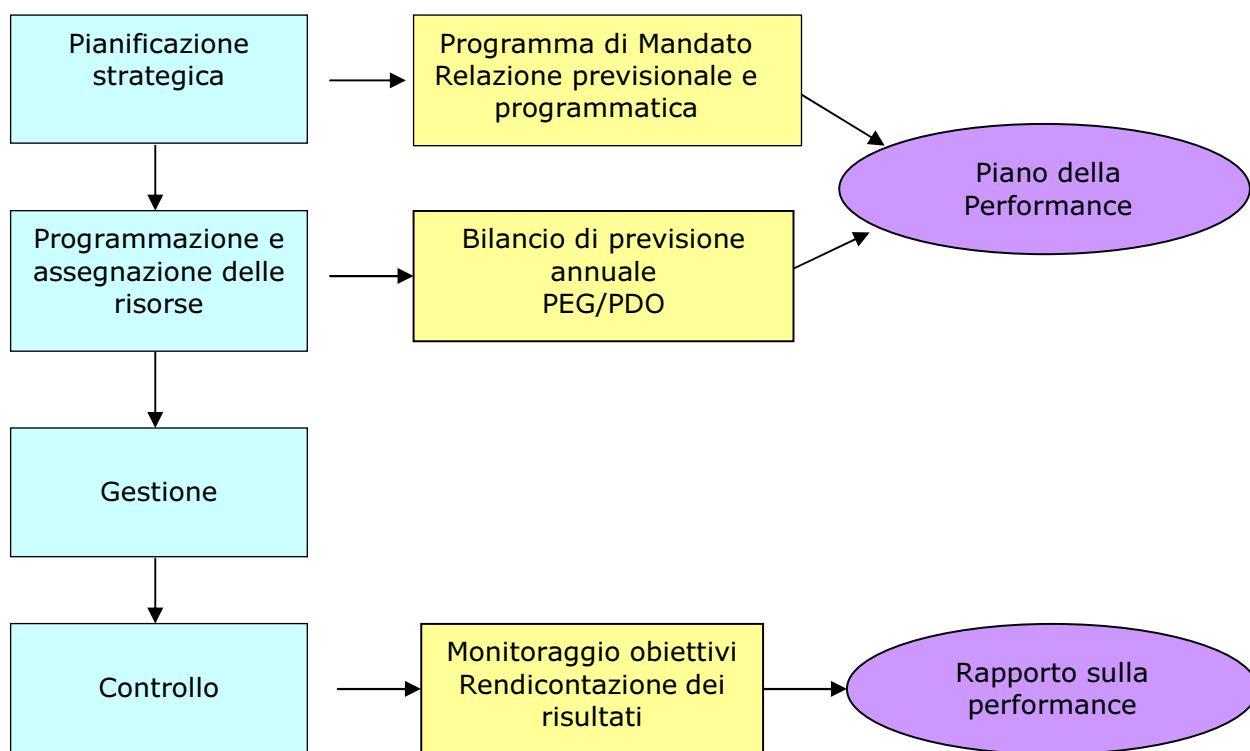 Pianificazione
strategica
Programma di Mandato
Relazione previsionale e
programmatica
Piano della
Performance
Programmazione e
assegnazione delle
risorse
Bilancio di previsione
annuale
PEG/PDO
Gestione
Controllo
Monitoraggio obiettivi
Rendicontazione dei
risultati
Rapporto sulla
performance